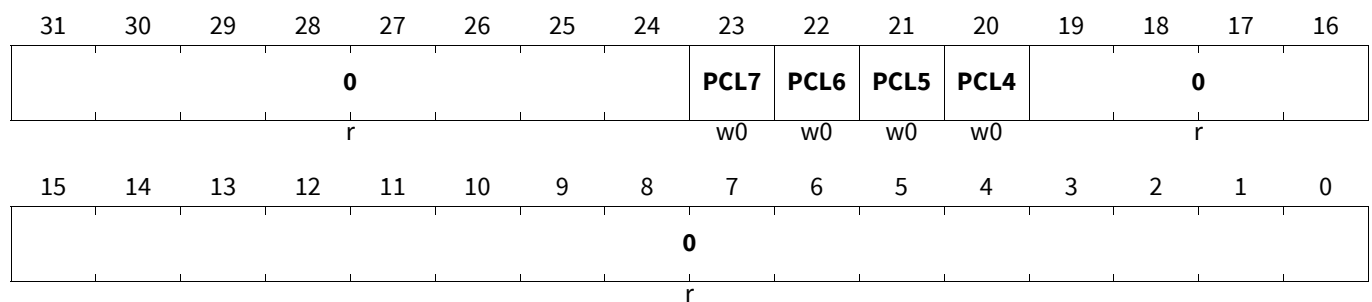 31 30 29 28 27 26 25 24 23 22 21 20 19 18 17 16
0 PCL7 PCL6 PCL5 PCL4 0
r w0 w0 w0 w0 r
15 14 13 12 11 10 9 8 7 6 5 4 3 2 1 0
0
r